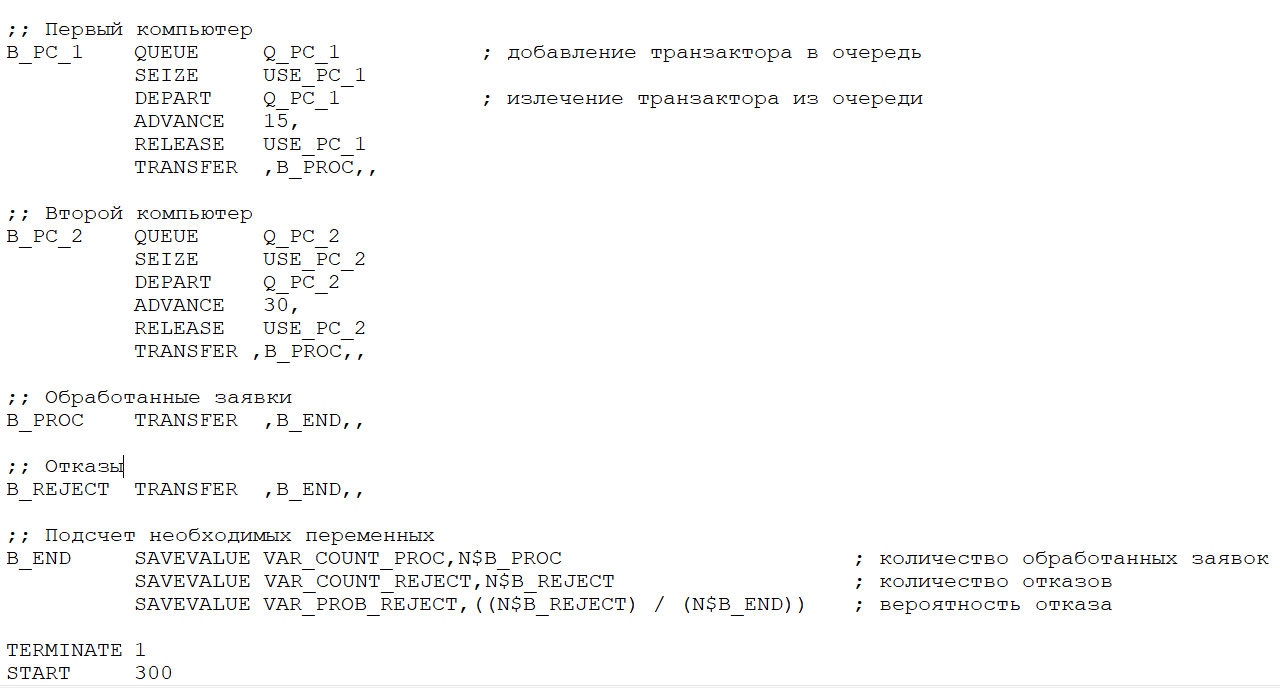 ;; Первый компьютер
B_PC_1    QUEUE     Q_PC_1           ; добавление транзактора в очередь
          SEIZE     USE_PC_1
          DEPART    Q_PC_1           ; излечение транзактора из очереди
          ADVANCE   15,
          RELEASE   USE_PC_1
          TRANSFER  ,B_PROC,,
;; Второй компьютер
B_PC_2    QUEUE     Q_PC_2
          SEIZE     USE_PC_2
          DEPART    Q_PC_2
          ADVANCE   30,
          RELEASE   USE_PC_2
          TRANSFER ,B_PROC,,
;; Обработанные заявки
B_PROC    TRANSFER  ,B_END,,
;; Отказы
B_REJECT  TRANSFER  ,B_END,,
;; Подсчет необходимых переменных
B_END     SAVEVALUE VAR_COUNT_PROC,N$B_PROC                       ; количество обработанных заявок
          SAVEVALUE VAR_COUNT_REJECT,N$B_REJECT                   ; количество отказов
          SAVEVALUE VAR_PROB_REJECT,((N$B_REJECT) / (N$B_END))    ; вероятность отказа
TERMINATE 1
START     300